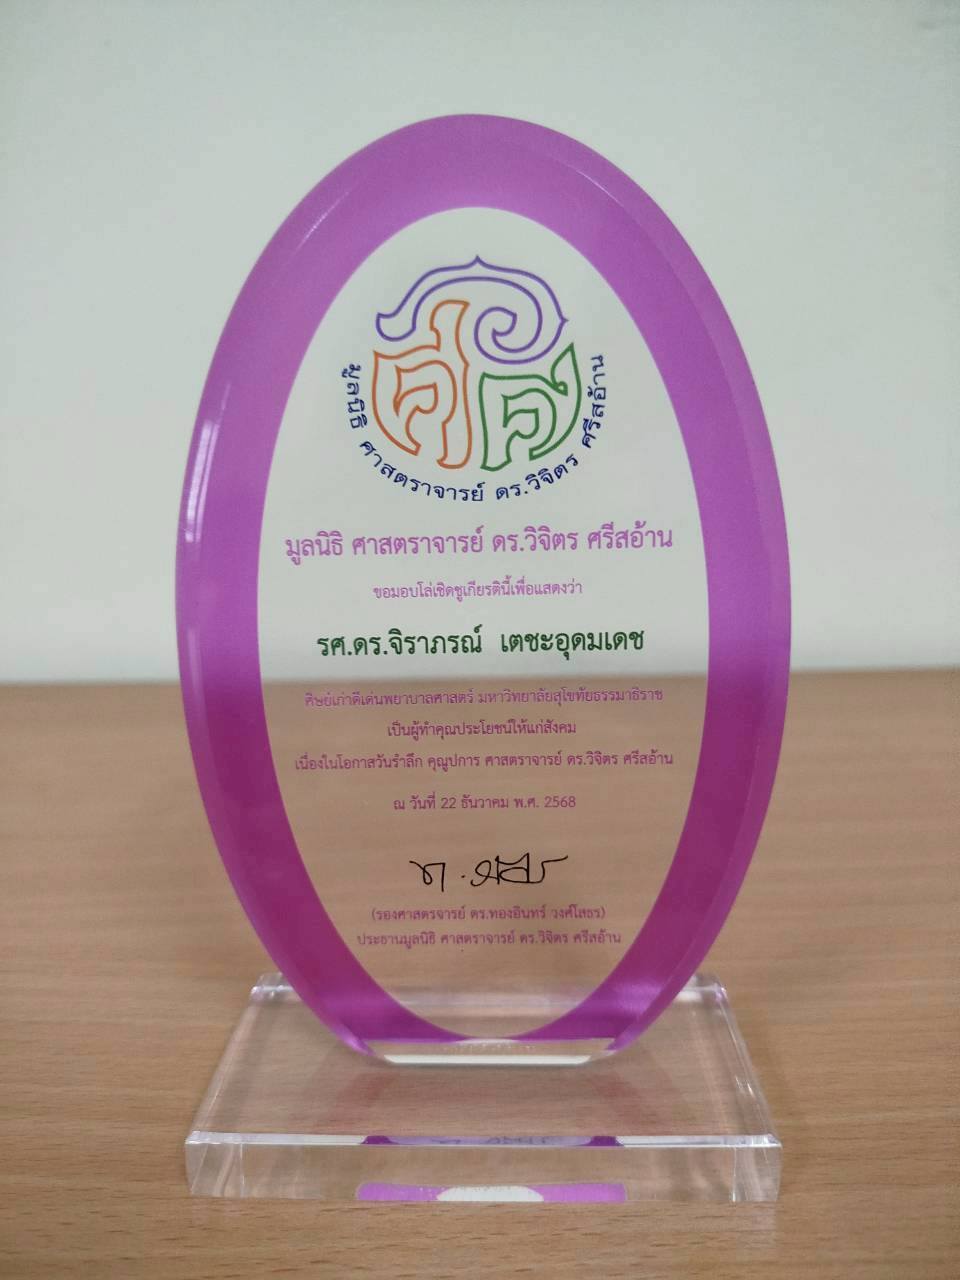 มูลนิธิ ศาสตราจารย์ ดร.วิจิตร ศรีสอ้าน
มูลนิธิ ศาสตราจารย์ ดร.วิจิตร ศรีสอ้าน
ขอมอบโล่เชิดชูเกียรตินี้เพื่อแสดงว่า
รศ.ดร.จิราภรณ์ เตชะอุดมเดช
ศิษย์เก่าดีเด่นพยาบาลศาสตร์ มหาวิทยาลัยสุโขทัยธรรมาธิราช
เป็นผู้ทำคุณประโยชน์ให้แก่สังคม
เนื่องในโอกาสวันรำลึก คุณูปการ ศาสตราจารย์ ดร.วิจิตร ศรีสอ้าน
ณ วันที่ 22 ธันวาคม พ.ศ. 2568
(รองศาสตรจารย์ ดร.ทองอินทร์ วงศ์โสธร)
ประธานมูลนิธิ ศาสตราจารย์ ดร.วิจิตร ศรีสอ้าน